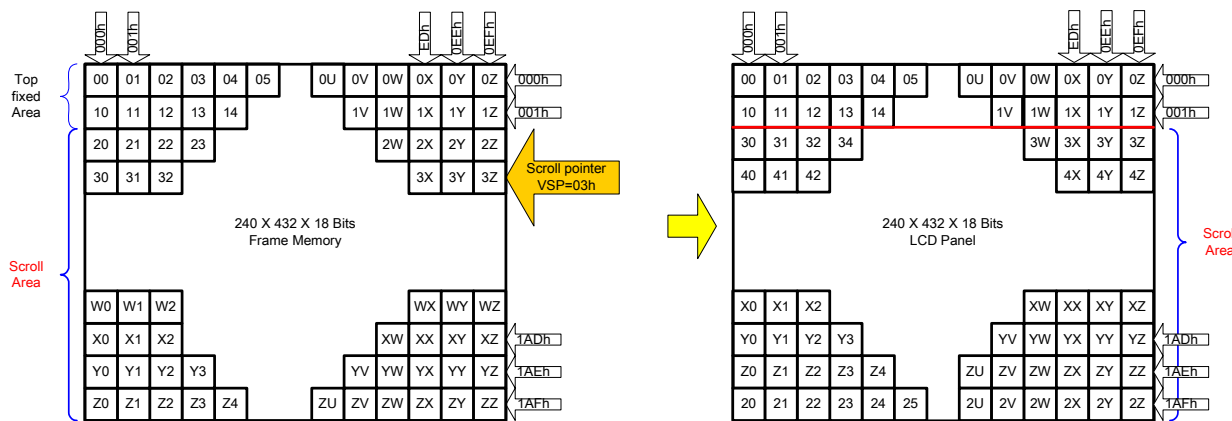 000h 001h EDh 0EEh 0EFh 000h 001h EDh 0EEh 0EFh
Top fixed Area 00 01 02 03 04 05 0U 0V 0W 0X 0Y 0Z 000h 00 01 02 03 04 05 0U 0V 0W 0X 0Y 0Z 000h
10 11 12 13 14 1V 1W 1X 1Y 1Z 001h 10 11 12 13 14 1V 1W 1X 1Y 1Z 001h
20 21 22 23 2W 2X 2Y 2Z 30 31 32 34 3W 3X 3Y 3Z
30 31 32 3X 3Y 3Z Scroll pointer VSP=03h 40 41 42 4X 4Y 4Z
240 X 432 X 18 Bits 240 X 432 X 18 Bits
Frame Memory LCD Panel
Scroll Area Scrol Area
W0 W1 W2 WX WY WZ X0 X1 X2 XW XX XY XZ
X0 X1 X2 XW XX XY XZ 1ADh Y0 Y1 Y2 Y3 YV YW YX YY YZ 1ADh
Y0 Y1 Y2 Y3 YV YW YX YY YZ 1AEh Z0 Z1 Z2 Z3 Z4 ZU ZV ZW ZX ZY ZZ 1AEh
Z0 Z1 Z2 Z3 Z4 ZU ZV ZW ZX ZY ZZ 1AFh 20 21 22 23 24 25 2U 2V 2W 2X 2Y 2Z 1AFh